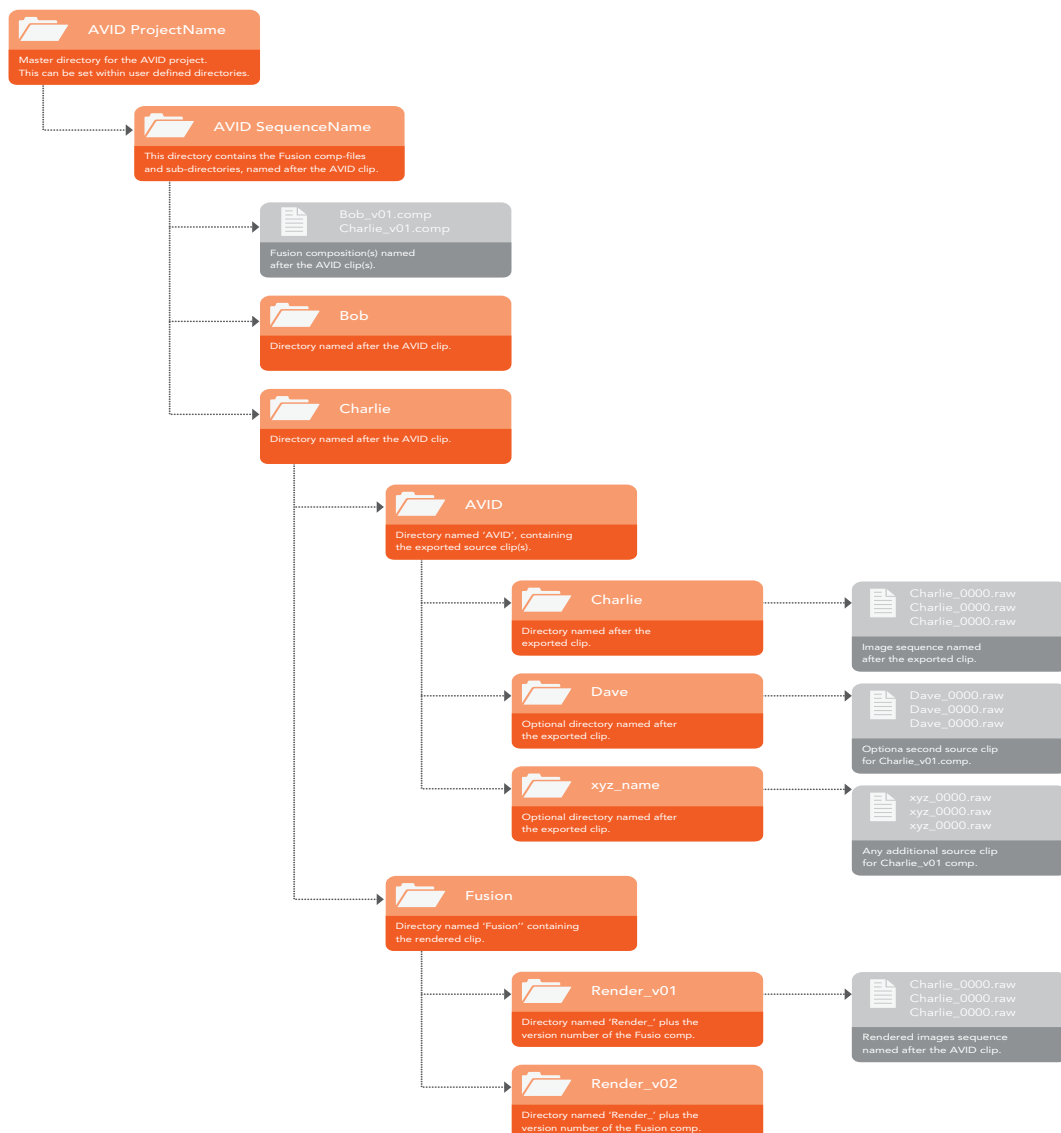 AVID ProjectName
Master directory for the AVID project.
This can be set within user defined directories.
AVID SequenceName
This directory contains the Fusion comp-files
and sub-directories, named after the AVID clip.
Bob_v01.comp
Charlie_v01.comp
Fusion composition(s) named
after the AVID clip(s).
Bob
Directory named after the AVID clip.
Charlie
Directory named after the AVID clip.
AVID
Directory named ‘AVID’, containing
the exported source clip(s).
Charlie
Directory named after the
exported clip.
Charlie_0000.raw
Charlie_0000.raw
Charlie_0000.raw
Image sequence named
after the exported clip.
Dave
Optional directory named after
the exported clip.
Dave_0000.raw
Dave_0000.raw
Dave_0000.raw
Optiona second source clip
for Charlie_v01.comp.
xyz_name
Optional directory named after
the exported clip.
xyz_0000.raw
xyz_0000.raw
xyz_0000.raw
Any additional source clip
for Charlie_v01 comp.
Fusion
Directory named ‘Fusion’’ containing
the rendered clip.
Render_v01
Directory named ‘Render_’ plus the
version number of the Fusio comp.
Charlie_0000.raw
Charlie_0000.raw
Charlie_0000.raw
Rendered images sequence
named after the AVID clip.
Render_v02
Directory named ‘Render_’ plus the
version number of the Fusion comp.